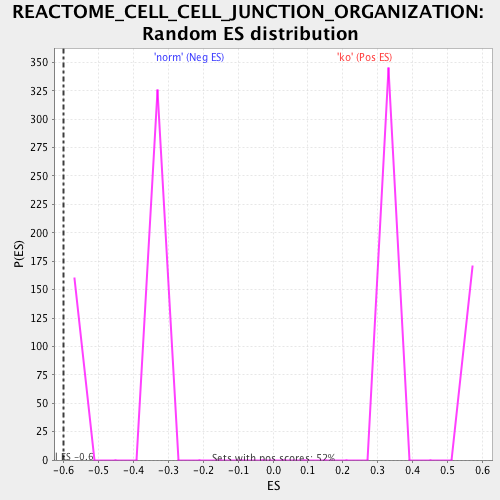 REACTOME_CELL_CELL_JUNCTION_ORGANIZATION:
Random ES distribution
'norm' (Neg ES)
'ko' (Pos ES)
350
325
300
275
250
225
200
175
150
125
100
75
50
25
0
P(ES)
ES -0.6
Sets with pos scores: 52%
-0.6 -0.5 -0.4 -0.3 -0.2 -0.1 0.0 0.1 0.2 0.3 0.4 0.5 0.6
ES